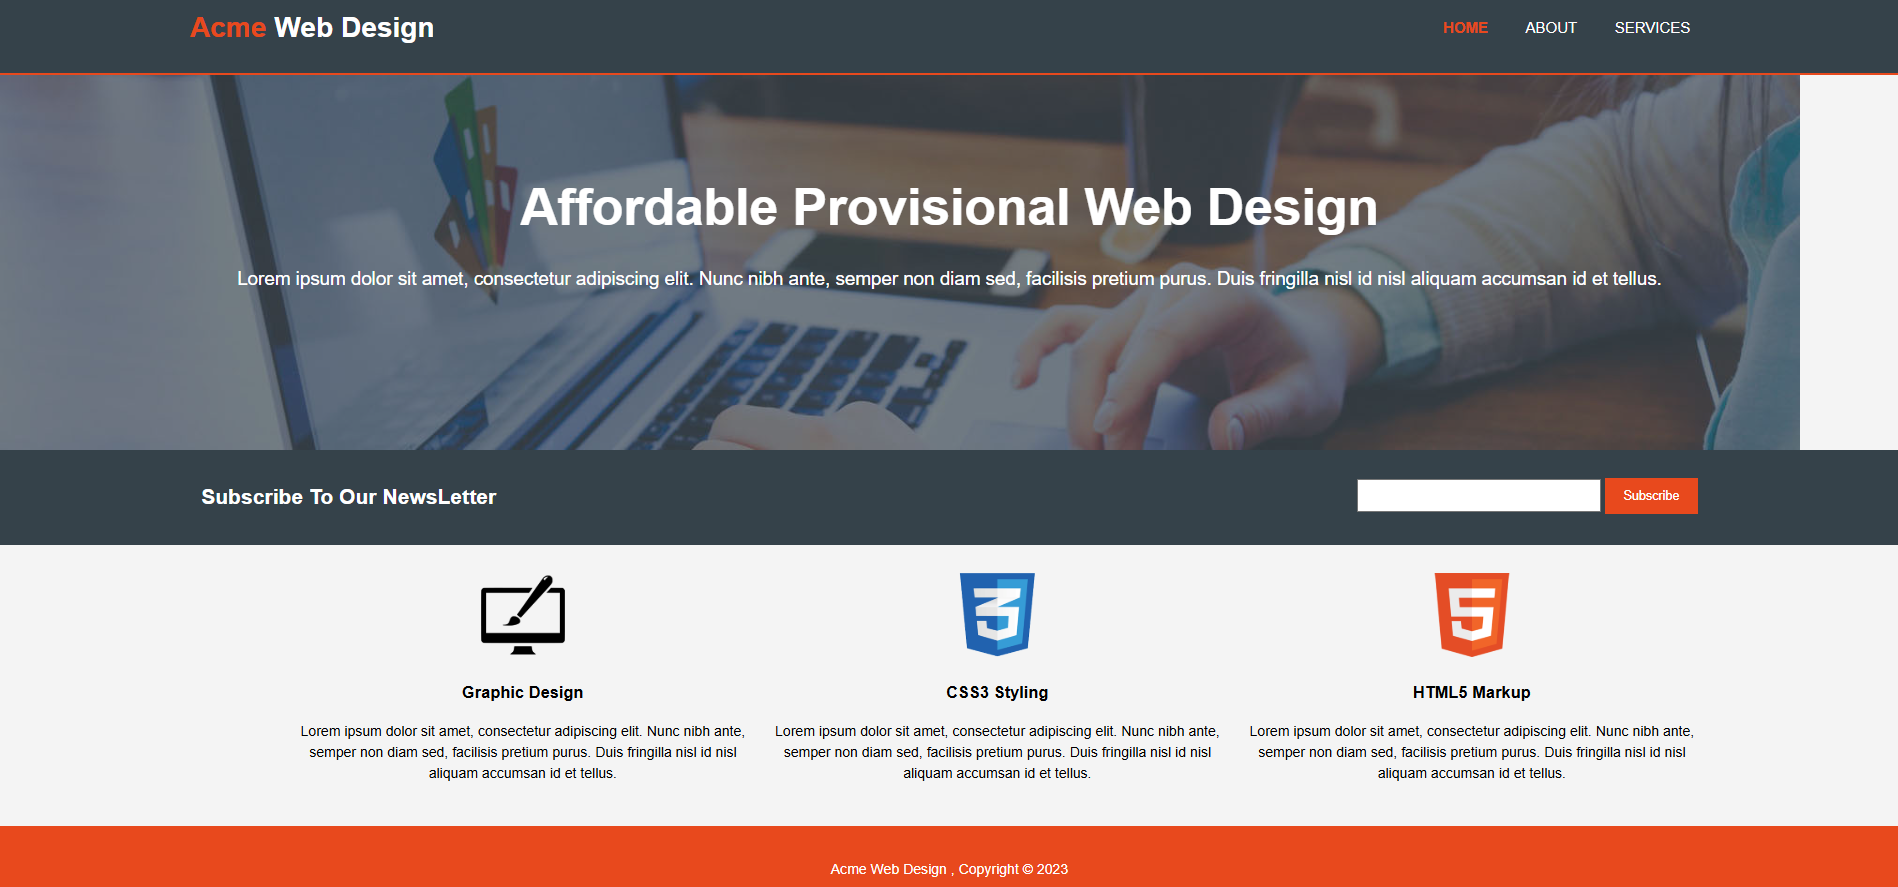 Acme Web Design
HOME ABOUT SERVICES
Affordable Provisional Web Design
Lorem ipsum dolor sit amet, consectetur adipiscing elit. Nunc nibh ante, semper non diam sed, facilisis pretium purus. Duis fringilla nisl id nisl aliquam accumsan id et tellus.
Subscribe To Our NewsLetter
Subscribe
Graphic Design
Lorem ipsum dolor sit amet, consectetur adipiscing elit. Nunc nibh ante,
semper non diam sed, facilisis pretium purus. Duis fringilla nisl id nisl
aliquam accumsan id et tellus.
CSS3 Styling
Lorem ipsum dolor sit amet, consectetur adipiscing elit. Nunc nibh ante,
semper non diam sed, facilisis pretium purus. Duis fringilla nisl id nisl
aliquam accumsan id et tellus.
HTML5 Markup
Lorem ipsum dolor sit amet, consectetur adipiscing elit. Nunc nibh ante,
semper non diam sed, facilisis pretium purus. Duis fringilla nisl id nisl
aliquam accumsan id et tellus.
Acme Web Design , Copyright © 2023